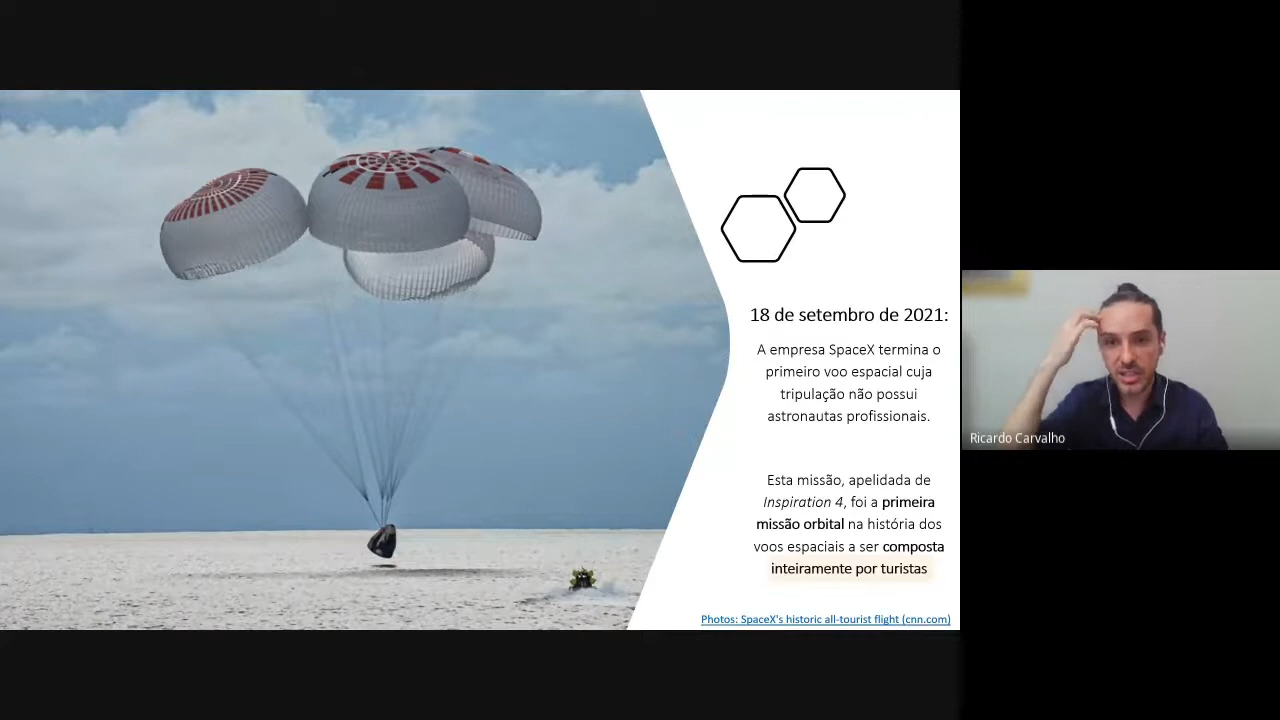 18 de setembro de 2021:
A empresa SpaceX termina o
primeiro voo espacial cuja
tripulação não possui
astronautas profissionais.
Esta missão, apelidada de
Inspiration 4, foi a primeira
missão orbital na história dos
voos espaciais a ser composta
inteiramente por turistas
Photos: SpaceX's historic all-tourist flight (cnn.com)
Ricardo Carvalho